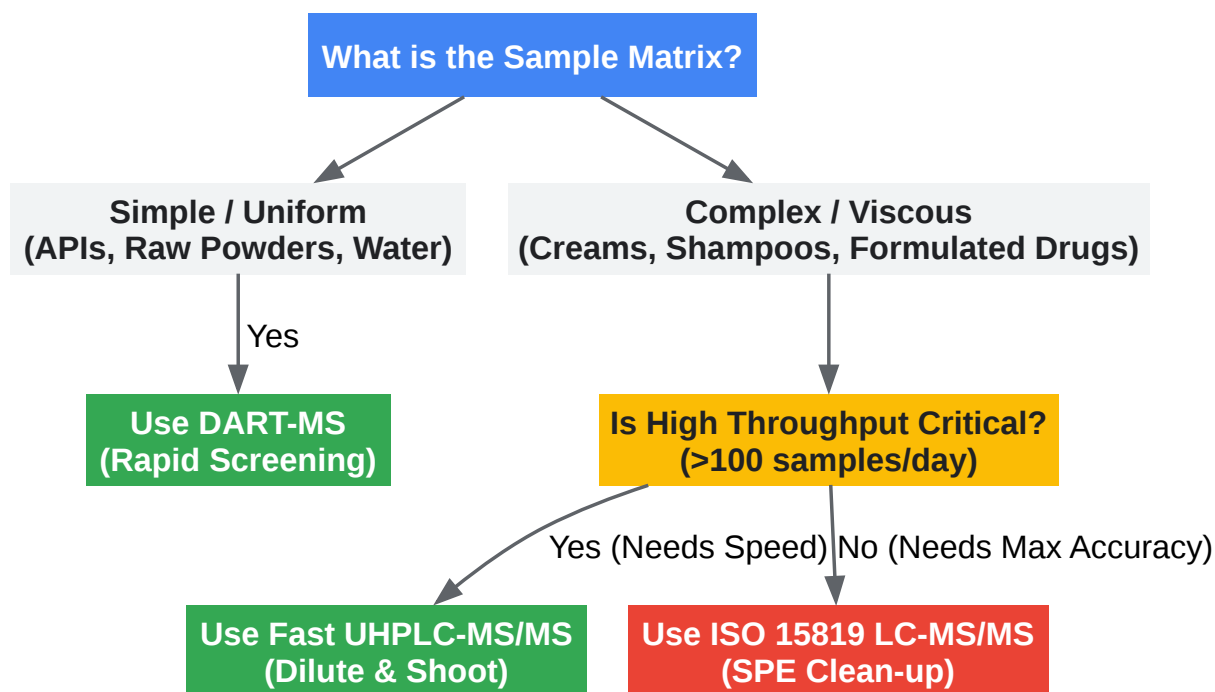 What is the Sample Matrix?
Simple / Uniform
(APIs, Raw Powders, Water)
Complex / Viscous
(Creams, Shampoos, Formulated Drugs)
Yes
Use DART-MS
(Rapid Screening)
Is High Throughput Critical?
(>100 samples/day)
Yes (Needs Speed)
No (Needs Max Accuracy)
Use Fast UHPLC-MS/MS
(Dilute & Shoot)
Use ISO 15819 LC-MS/MS
(SPE Clean-up)